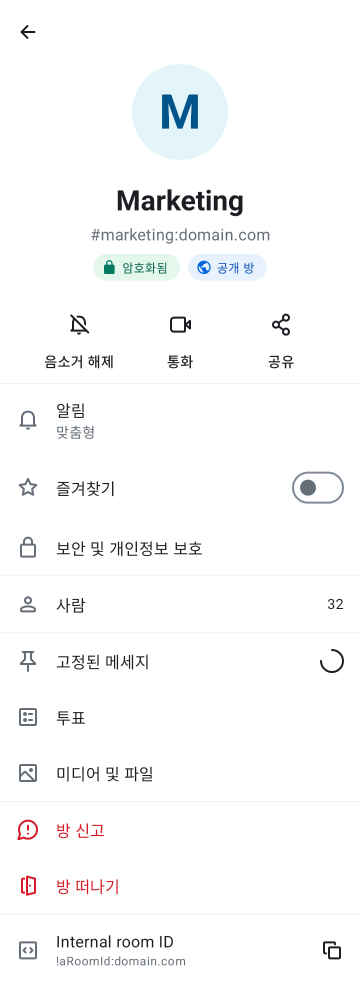 M
Marketing
#marketing:domain.com
암호화됨 공개 방
음소거 해제 통화 공유
알림
맞춤형
즐겨찾기
보안 및 개인정보 보호
사람 32
고정된 메세지
투표
미디어 및 파일
방 신고
방 떠나기
Internal room ID
!aRoomId:domain.com